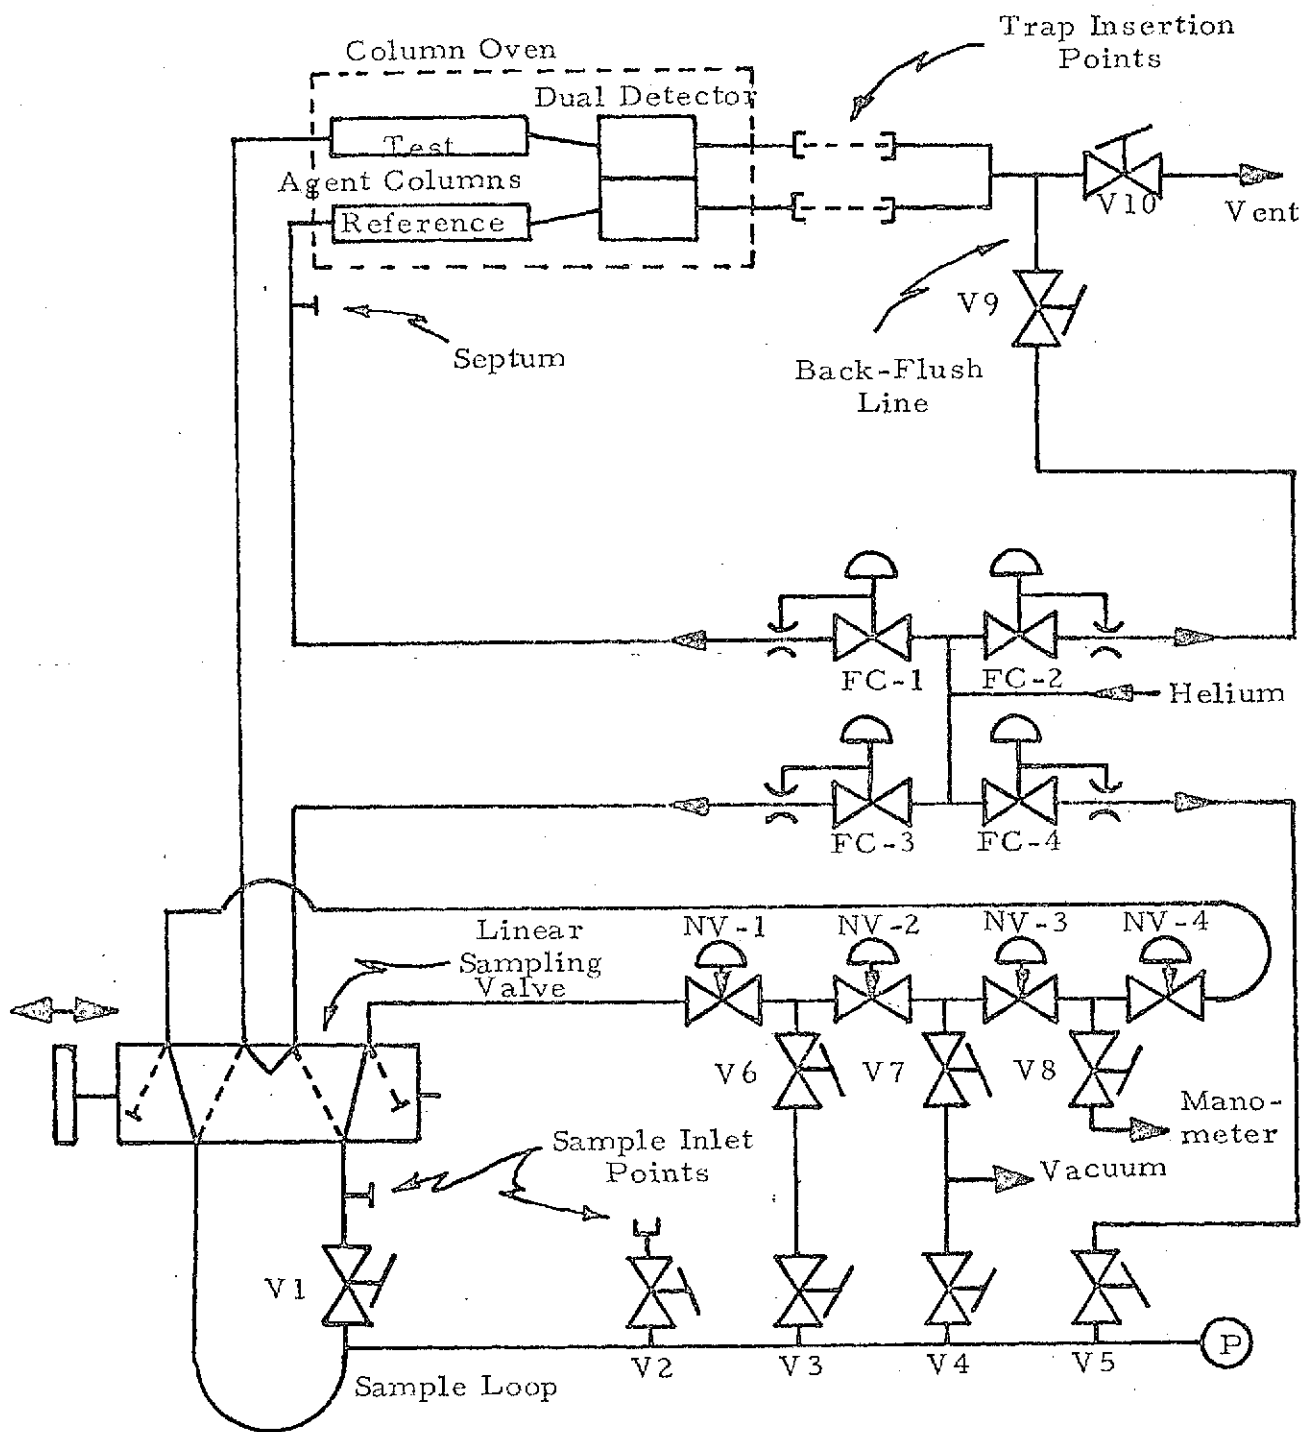 Trap Insertion
Points
Column Oven
Dual Detector
Test
Agent Columns
Reference
V10
Vent
V9
Septum
Back-Flush
Line
FC-1
FC-2
Helium
FC-3
FC-4
Linear
Sampling
Valve
NV-1
NV-2
NV-3
NV-4
V6
V7
V8
Mano-
meter
Sample Inlet
Points
Vacuum
V1
V2
V3
V4
V5
P
Sample Loop